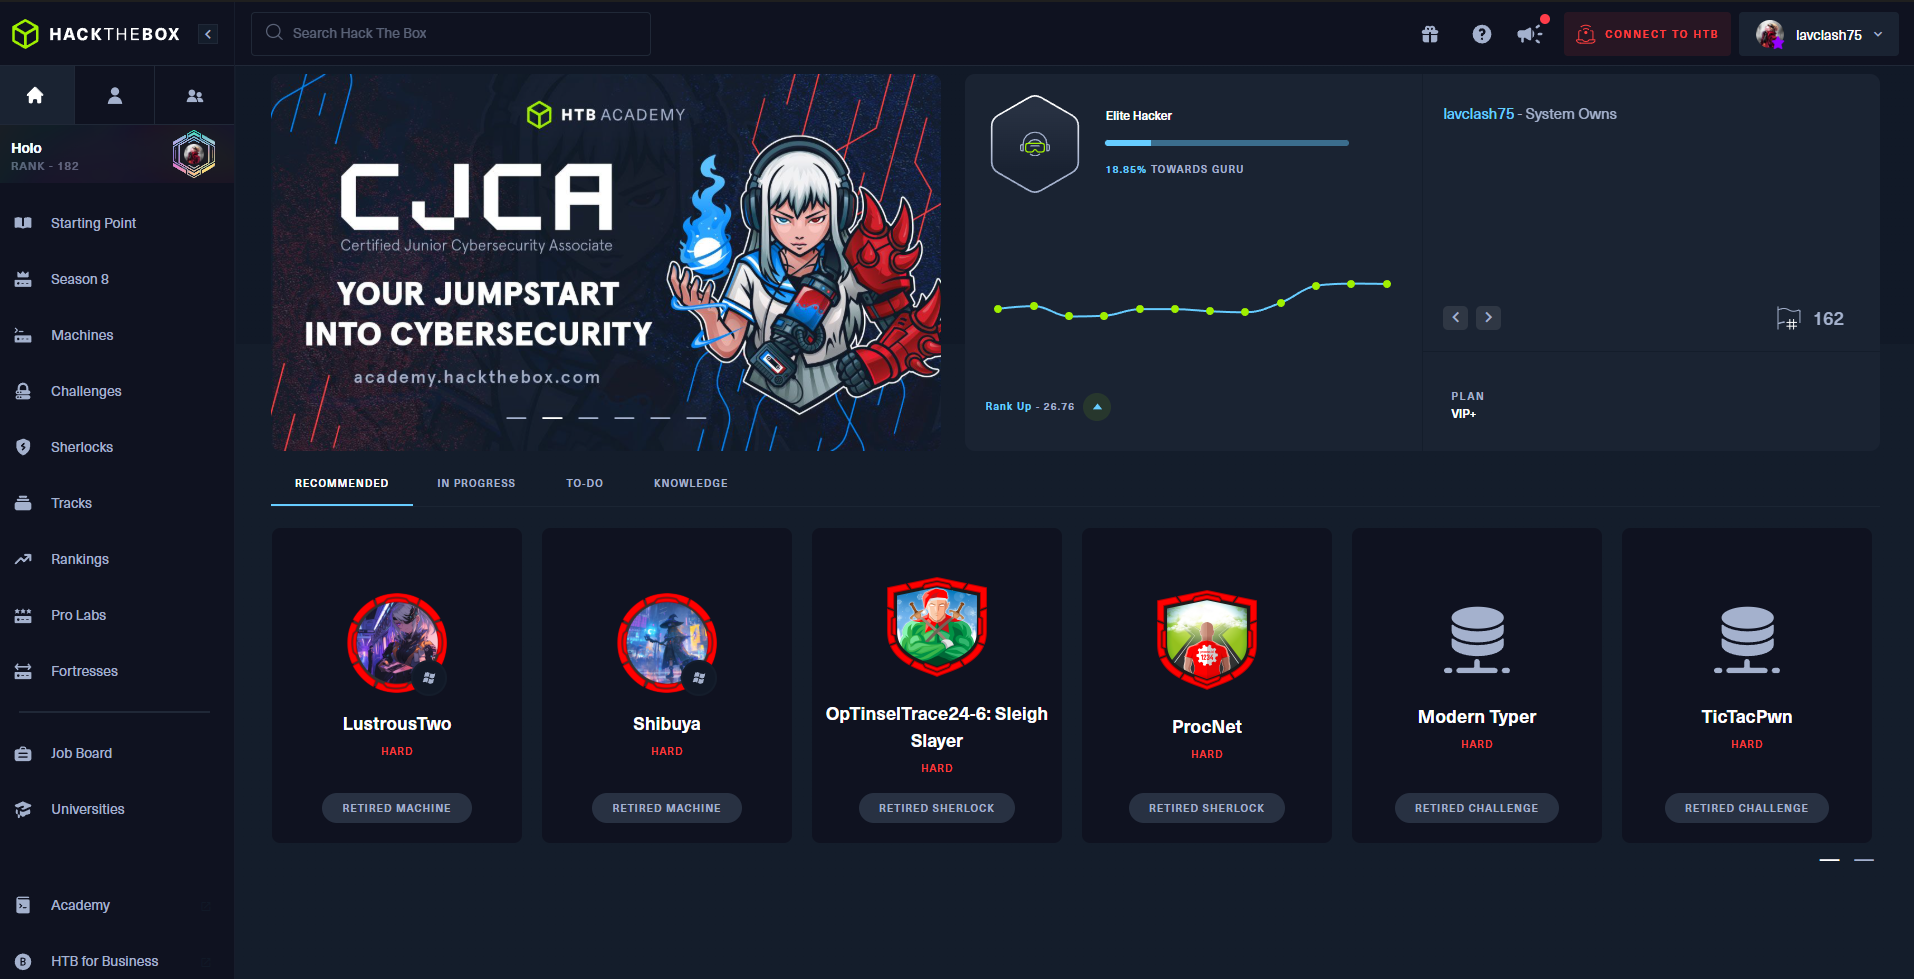 HACKTHEBOX
Search Hack The Box
CONNECT TO HTB
lavclash75
Holo
RANK - 182
Starting Point
Season 8
Machines
Challenges
Sherlocks
Tracks
Rankings
Pro Labs
Fortresses
Job Board
Universities
Academy
HTB for Business
HTB ACADEMY
CJCA
Certified Junior Cybersecurity Associate
YOUR JUMPSTART
INTO CYBERSECURITY
academy.hackthebox.com
Elite Hacker
18.85% TOWARDS GURU
Rank Up - 26.76
lavclash75 - System Owns
162
PLAN
VIP+
RECOMMENDED
IN PROGRESS
TO-DO
KNOWLEDGE
LustrousTwo
HARD
RETIRED MACHINE
Shibuya
HARD
RETIRED MACHINE
OpTinselTrace24-6: Sleigh
Slayer
HARD
RETIRED SHERLOCK
ProcNet
HARD
RETIRED SHERLOCK
Modern Typer
HARD
RETIRED CHALLENGE
TicTacPwn
HARD
RETIRED CHALLENGE